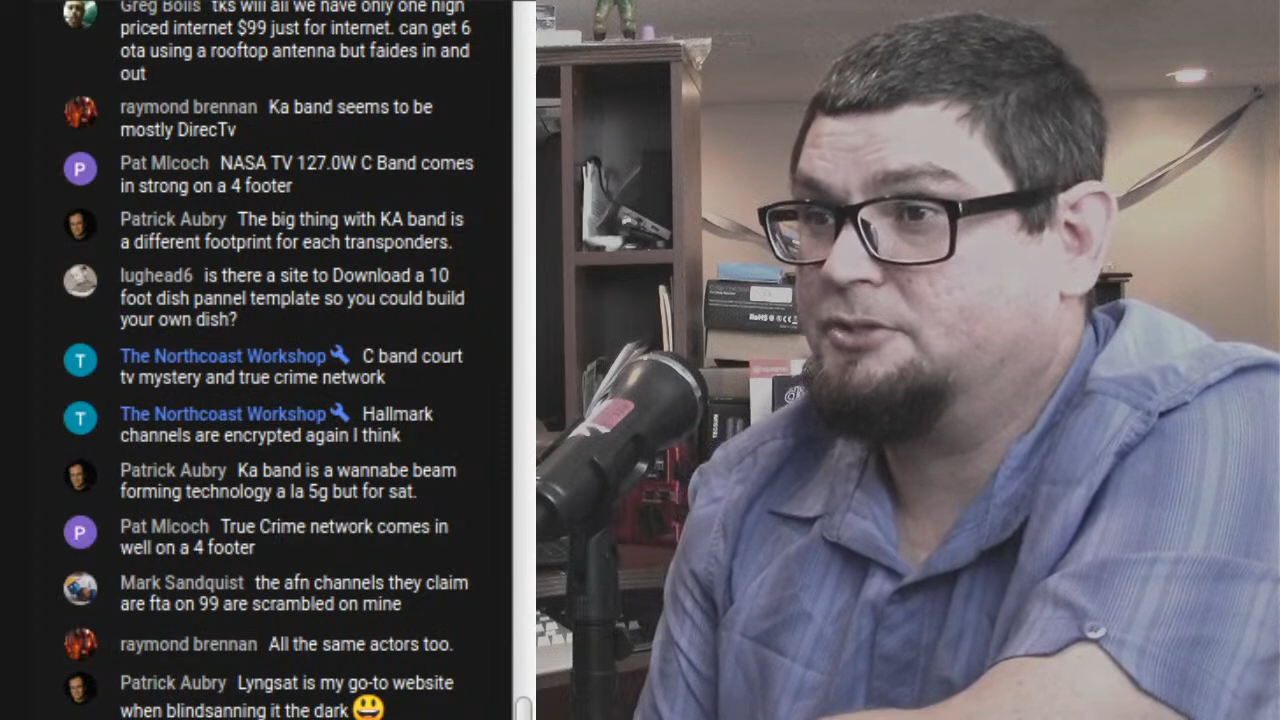 Greg Bolis tks will all we have only one high
priced internet $99 just for internet. can get 6
ota using a rooftop antenna but faides in and
out
raymond brennan Ka band seems to be
mostly DirecTv
P
Pat Mlcoch NASA TV 127.0W C Band comes
in strong on a 4 footer
Patrick Aubry The big thing with KA band is
a different footprint for each transponders.
lughead6 is there a site to Download a 10
foot dish pannel template so you could build
your own dish?
T
The Northcoast Workshop C band court
tv mystery and true crime network
T
The Northcoast Workshop Hallmark
channels are encrypted again I think
Patrick Aubry Ka band is a wannabe beam
forming technology a la 5g but for sat.
P
Pat Mlcoch True Crime network comes in
well on a 4 footer
Mark Sandquist the afn channels they claim
are fta on 99 are scrambled on mine
raymond brennan All the same actors too.
Patrick Aubry Lyngsat is my go-to website
when blindsanning it the dark 😃
RoHS
TECSUN